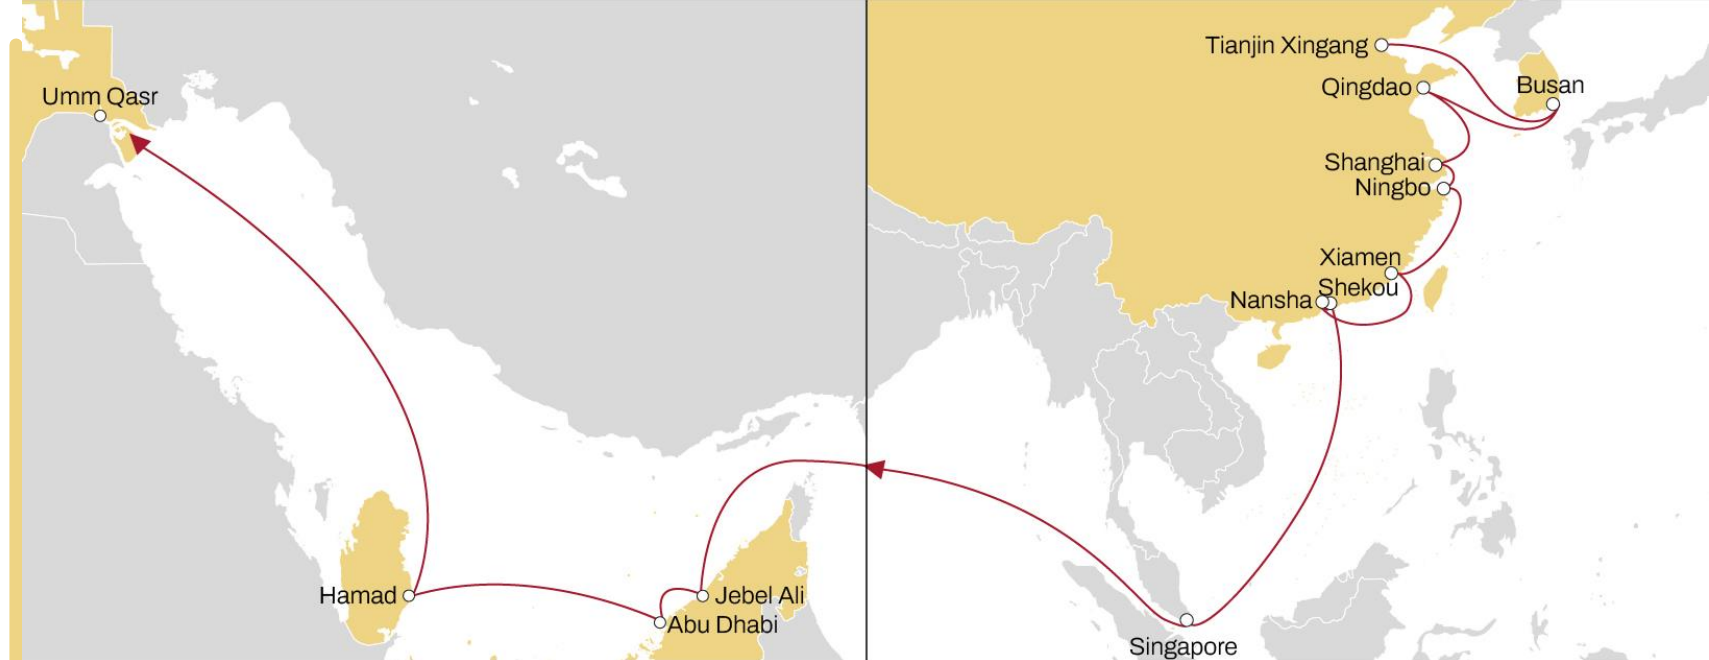 Umm Qasr
Hamad
Jebel Ali
Abu Dhabi
Tianjin Xingang
Qingdao
Busan
Shanghai
Ningbo
Xiamen
Shekou
Nansha
Singapore